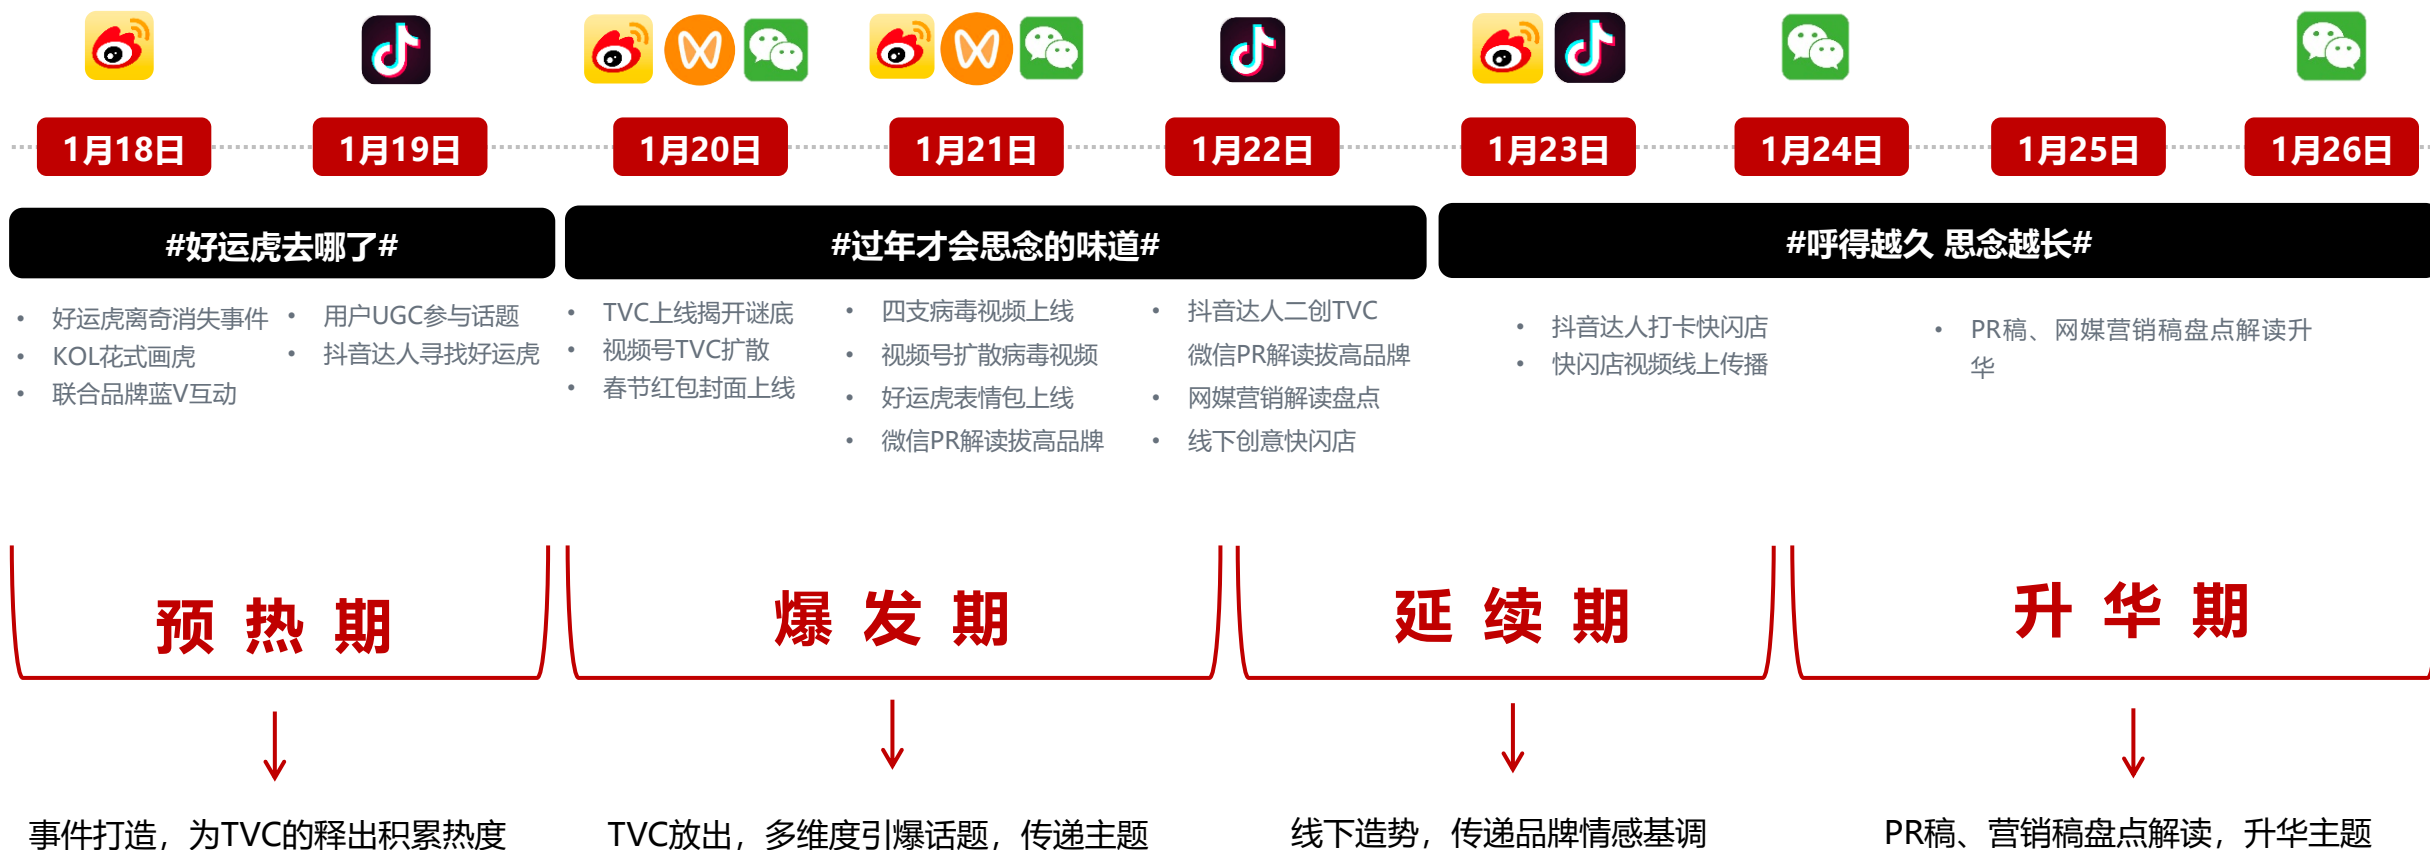 1月18日
1月19日
1月20日
1月21日
1月22日
1月23日
1月24日
1月25日
1月26日
#好运虎去哪了#
#过年才会思念的味道#
#呼得越久 思念越长#
• 好运虎离奇消失事件
• KOL花式画虎
• 联合品牌蓝V互动
• 用户UGC参与话题
• 抖音达人寻找好运虎
• TVC上线揭开谜底
• 视频号TVC扩散
• 春节红包封面上线
• 四支病毒视频上线
• 视频号扩散病毒视频
• 好运虎表情包上线
• 微信PR解读拔高品牌
• 抖音达人二创TVC
微信PR解读拔高品牌
• 网媒营销解读盘点
• 线下创意快闪店
• 抖音达人打卡快闪店
• 快闪店视频线上传播
• PR稿、网媒营销稿盘点解读升
华
预热期
爆发期
延续期
升华期
事件打造，为TVC的释出积累热度
TVC放出，多维度引爆话题，传递主题
线下造势，传递品牌情感基调
PR稿、营销稿盘点解读，升华主题